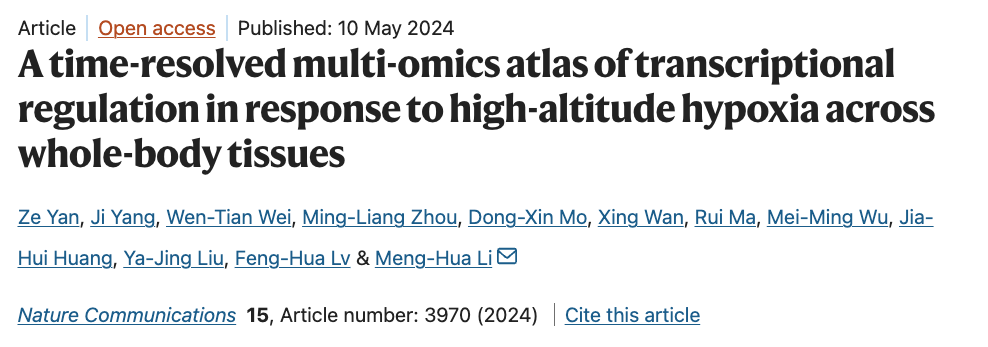 Article Open access Published: 10 May 2024
A time-resolved multi-omics atlas of transcriptional
regulation in response to high-altitude hypoxia across
whole-body tissues
Ze Yan, Ji Yang, Wen-Tian Wei, Ming-Liang Zhou, Dong-Xin Mo, Xing Wan, Rui Ma, Mei-Ming Wu, Jia-
Hui Huang, Ya-Jing Liu, Feng-Hua Lv & Meng-Hua Li
Nature Communications 15, Article number: 3970 (2024) Cite this article